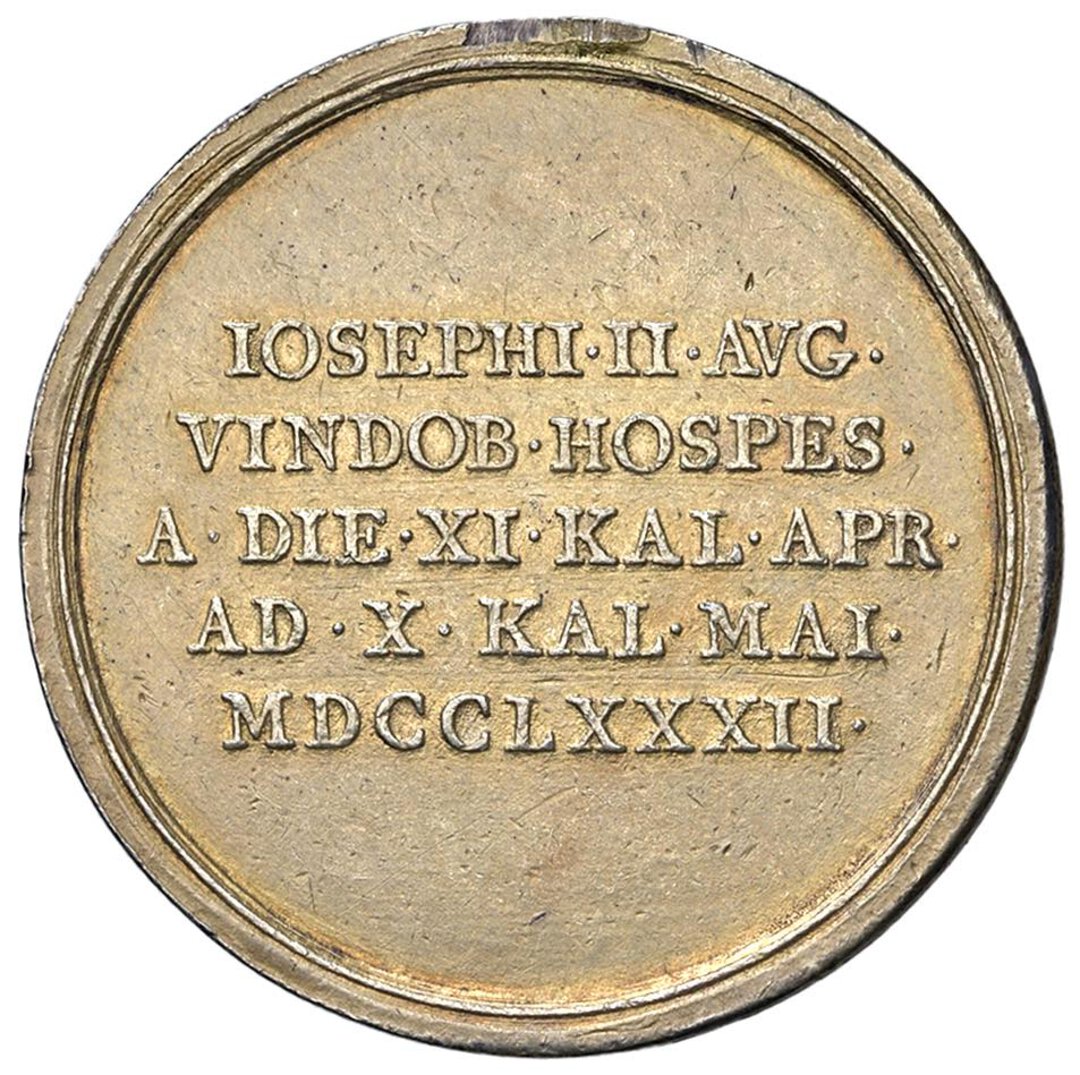 IOSEPHI·II·AVG·
VINDOB·HOSPES·
A·DIE·XI·KAL·APR·
AD·X·KAL·MAI·
MDCCLXXXII·